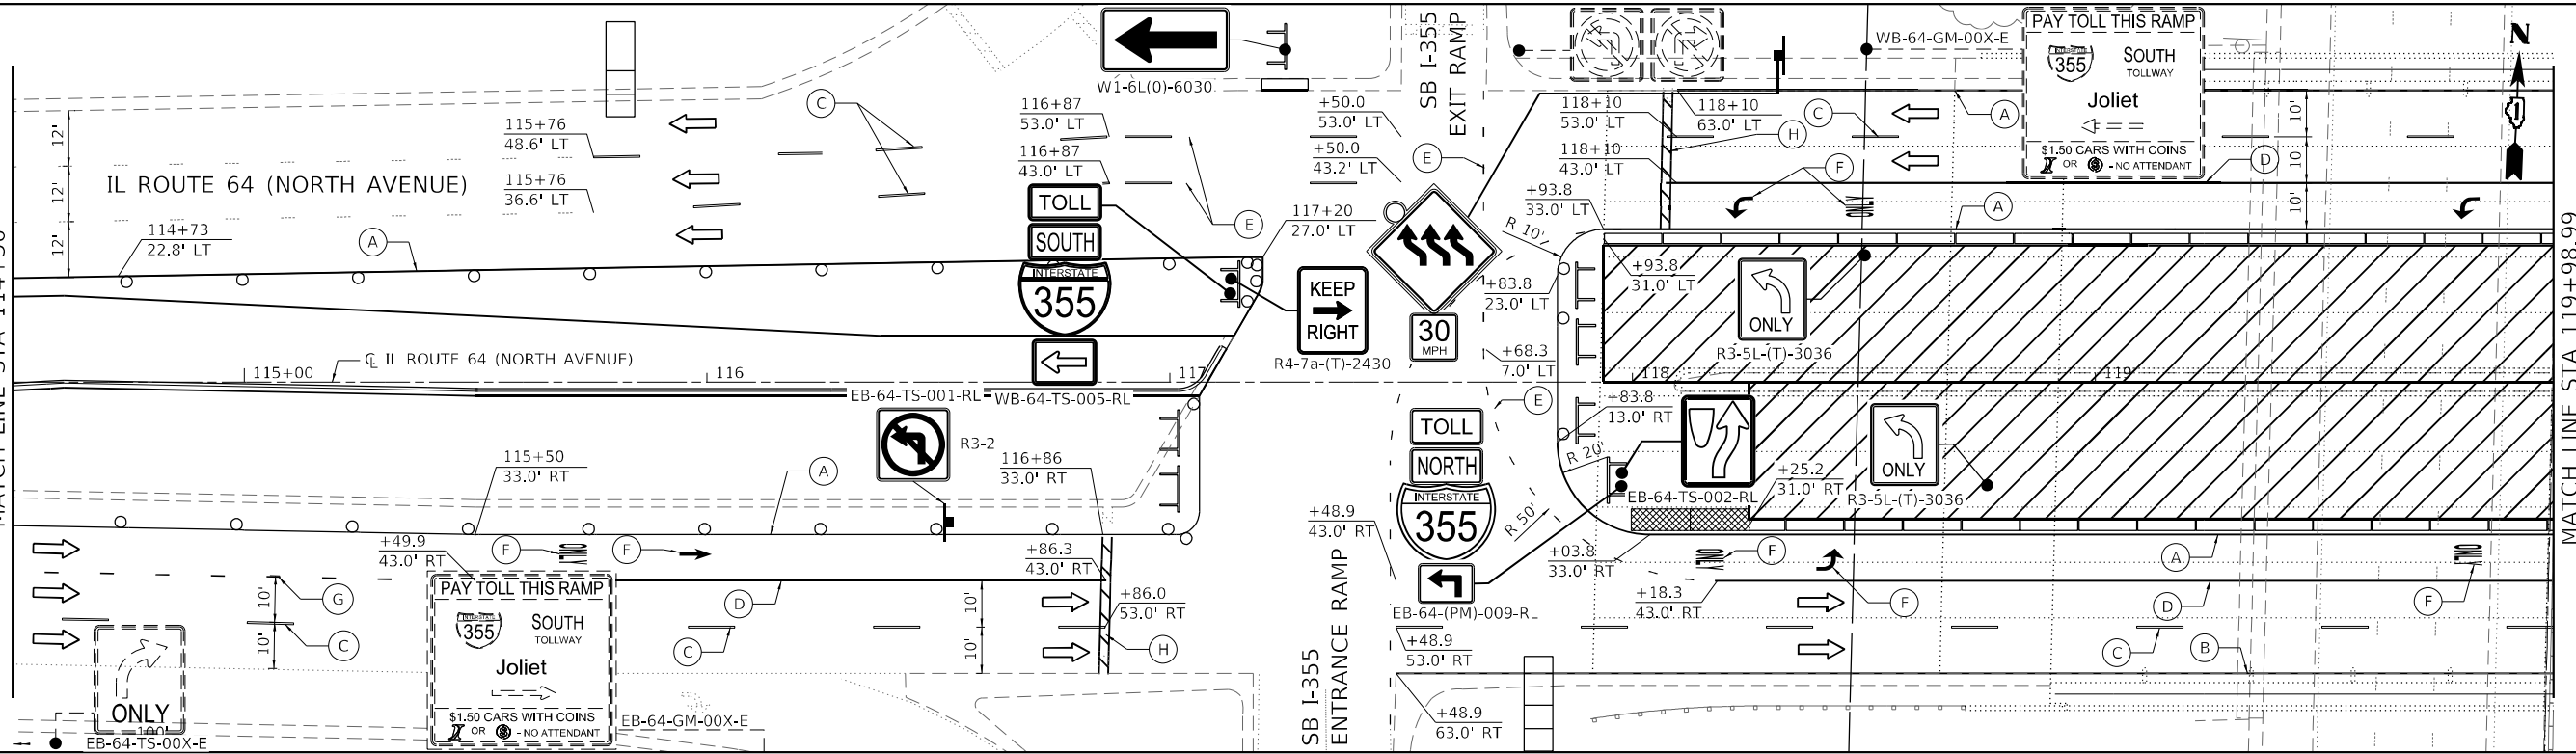 MATCH LINE STA 114+50
12'
12'
12'
IL ROUTE 64 (NORTH AVENUE)
114+73
22.8' LT
A
115+76
48.6' LT
115+76
36.6' LT
C
116+87
53.0' LT
116+87
43.0' LT
W1-6L(0)-6030
E
TOLL
SOUTH
INTERSTATE
355
117+20
27.0' LT
KEEP
RIGHT
R4-7a-(T)-2430
+50.0
53.0' LT
+50.0
43.2' LT
SB I-355
EXIT RAMP
E
30
MPH
118+10
53.0' LT
118+10
43.0' LT
118+10
63.0' LT
H
C
+93.8
33.0' LT
R 10'
+83.8
23.0' LT
+93.8
31.0' LT
+68.3
7.0' LT
F
A
WB-64-GM-00X-E
A
D
PAY TOLL THIS RAMP
INTERSTATE
355
SOUTH
TOLLWAY
Joliet
$1.50 CARS WITH COINS
OR
- NO ATTENDANT
10'
10'
10'
N
ONLY
R3-5L-(T)-3036
℄ IL ROUTE 64 (NORTH AVENUE)
115+00
116
117
118
119
EB-64-TS-001-RL
WB-64-TS-005-RL
R3-2
115+50
33.0' RT
A
116+86
33.0' RT
TOLL
NORTH
INTERSTATE
355
EB-64-(PM)-009-RL
E
+83.8
13.0' RT
R 20'
R 50'
EB-64-TS-002-RL
+25.2
31.0' RT
ONLY
R3-5L-(T)-3036
+48.9
43.0' RT
+03.8
33.0' RT
+18.3
43.0' RT
ONLY
F
F
A
D
F
F
C
B
+49.9
43.0' RT
F
ONLY
F
+86.3
43.0' RT
+86.0
53.0' RT
10'
10'
G
C
D
C
10'
10'
H
ONLY
100'
EB-64-TS-00X-E
PAY TOLL THIS RAMP
INTERSTATE
355
SOUTH
TOLLWAY
Joliet
$1.50 CARS WITH COINS
OR
- NO ATTENDANT
EB-64-GM-00X-E
SB I-355
ENTRANCE RAMP
+48.9
53.0' RT
+48.9
63.0' RT
MATCH LINE STA 119+98.99